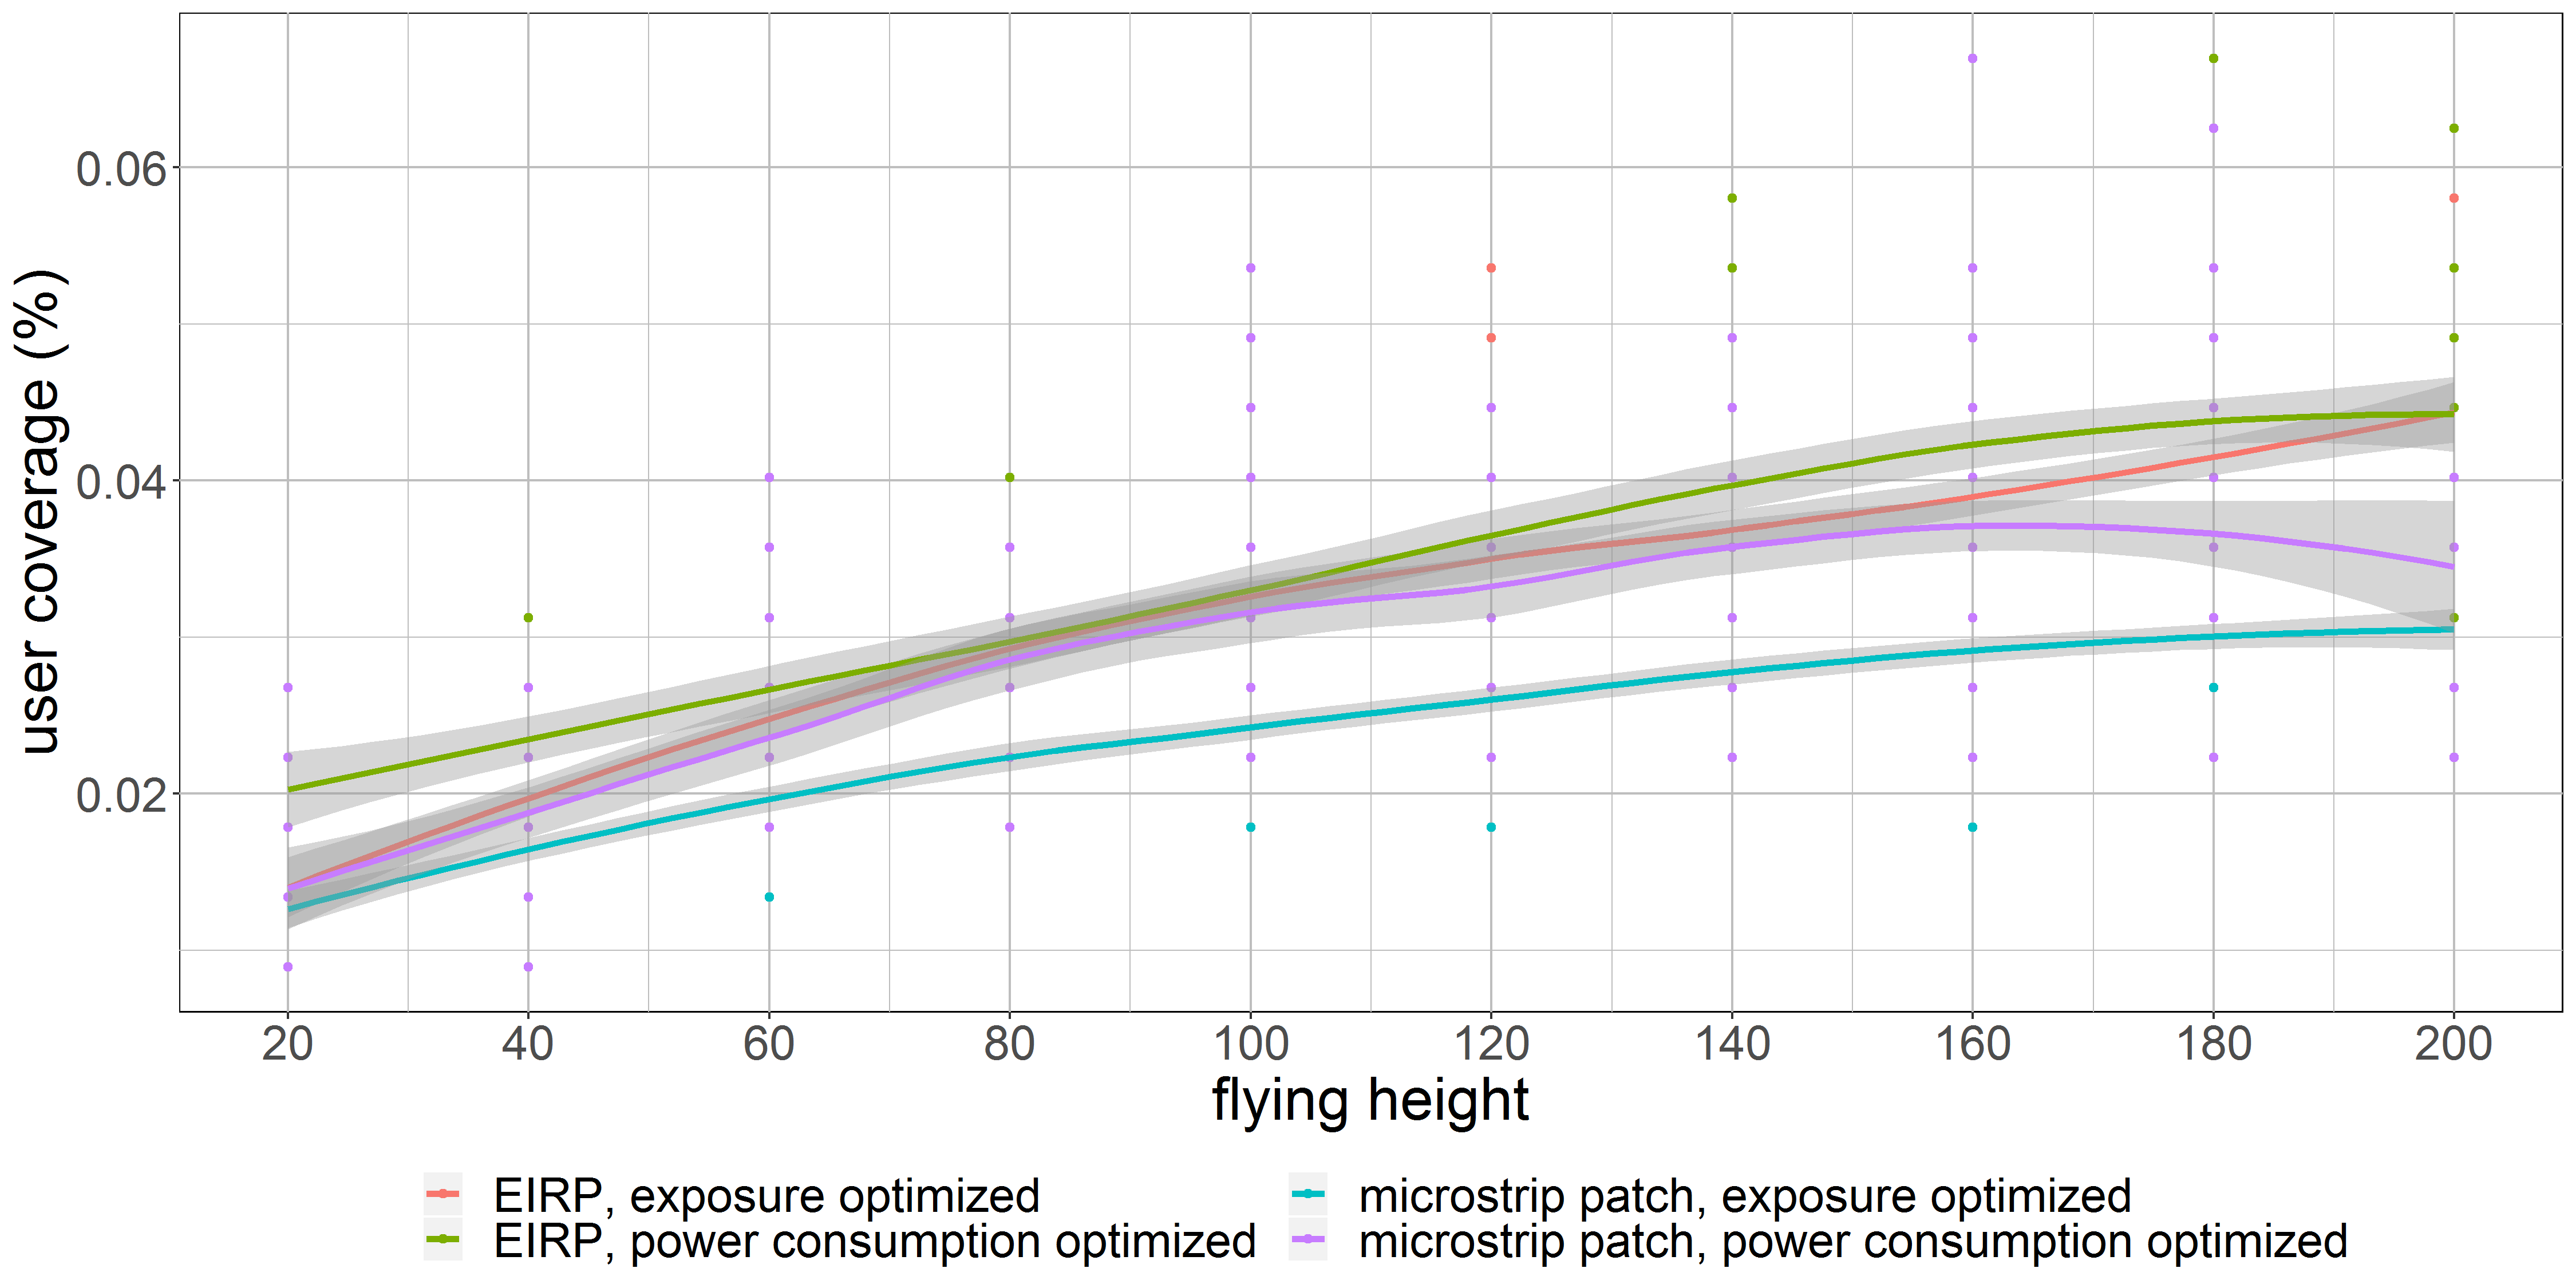 user coverage (%)
0.06
0.04
0.02
20 40 60 80 100 120 140 160 180 200
flying height
EIRP, exposure optimized
microstrip patch, exposure optimized
EIRP, power consumption optimized
microstrip patch, power consumption optimized